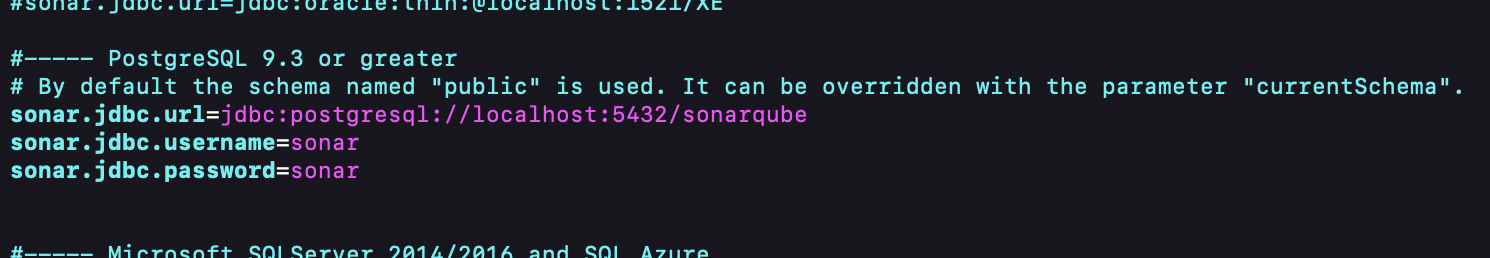 #sonar.jdbc.url=jdbc:oracle:thin:@localhost:1521/XE
#----- PostgreSQL 9.3 or greater
# By default the schema named "public" is used. It can be overridden with the parameter "currentSchema".
sonar.jdbc.url=jdbc:postgresql://localhost:5432/sonarqube
sonar.jdbc.username=sonar
sonar.jdbc.password=sonar
#----- Microsoft SQLServer 2014/2016 and SQL Azure